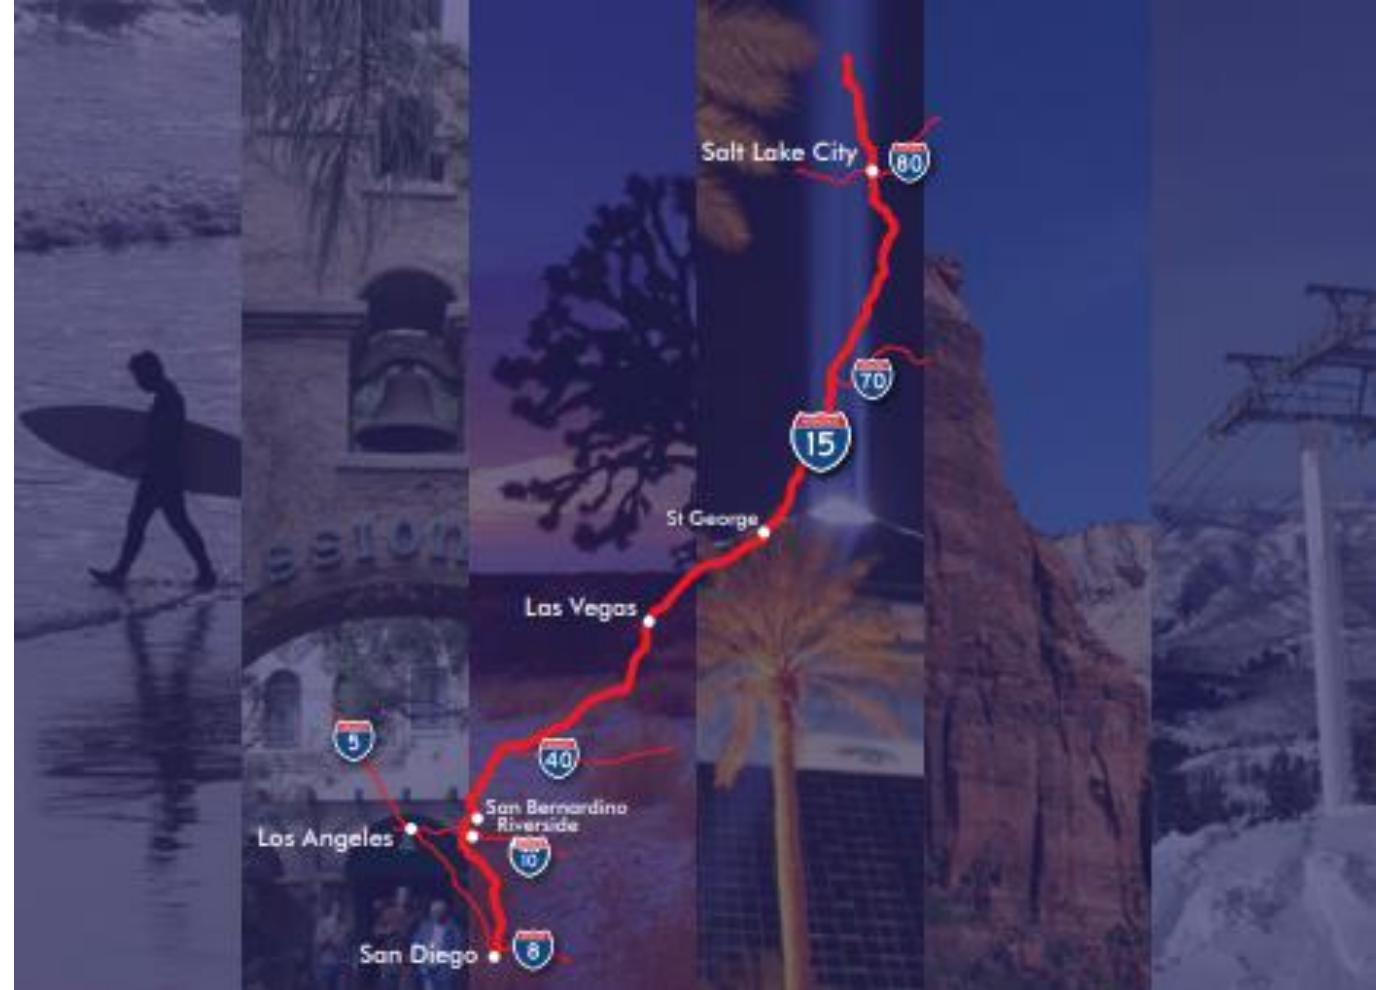 Salt Lake City
80
70
15
St George
ssion
Las Vegas
5
40
San Bernardino
Riverside
Los Angeles
10
San Diego
8